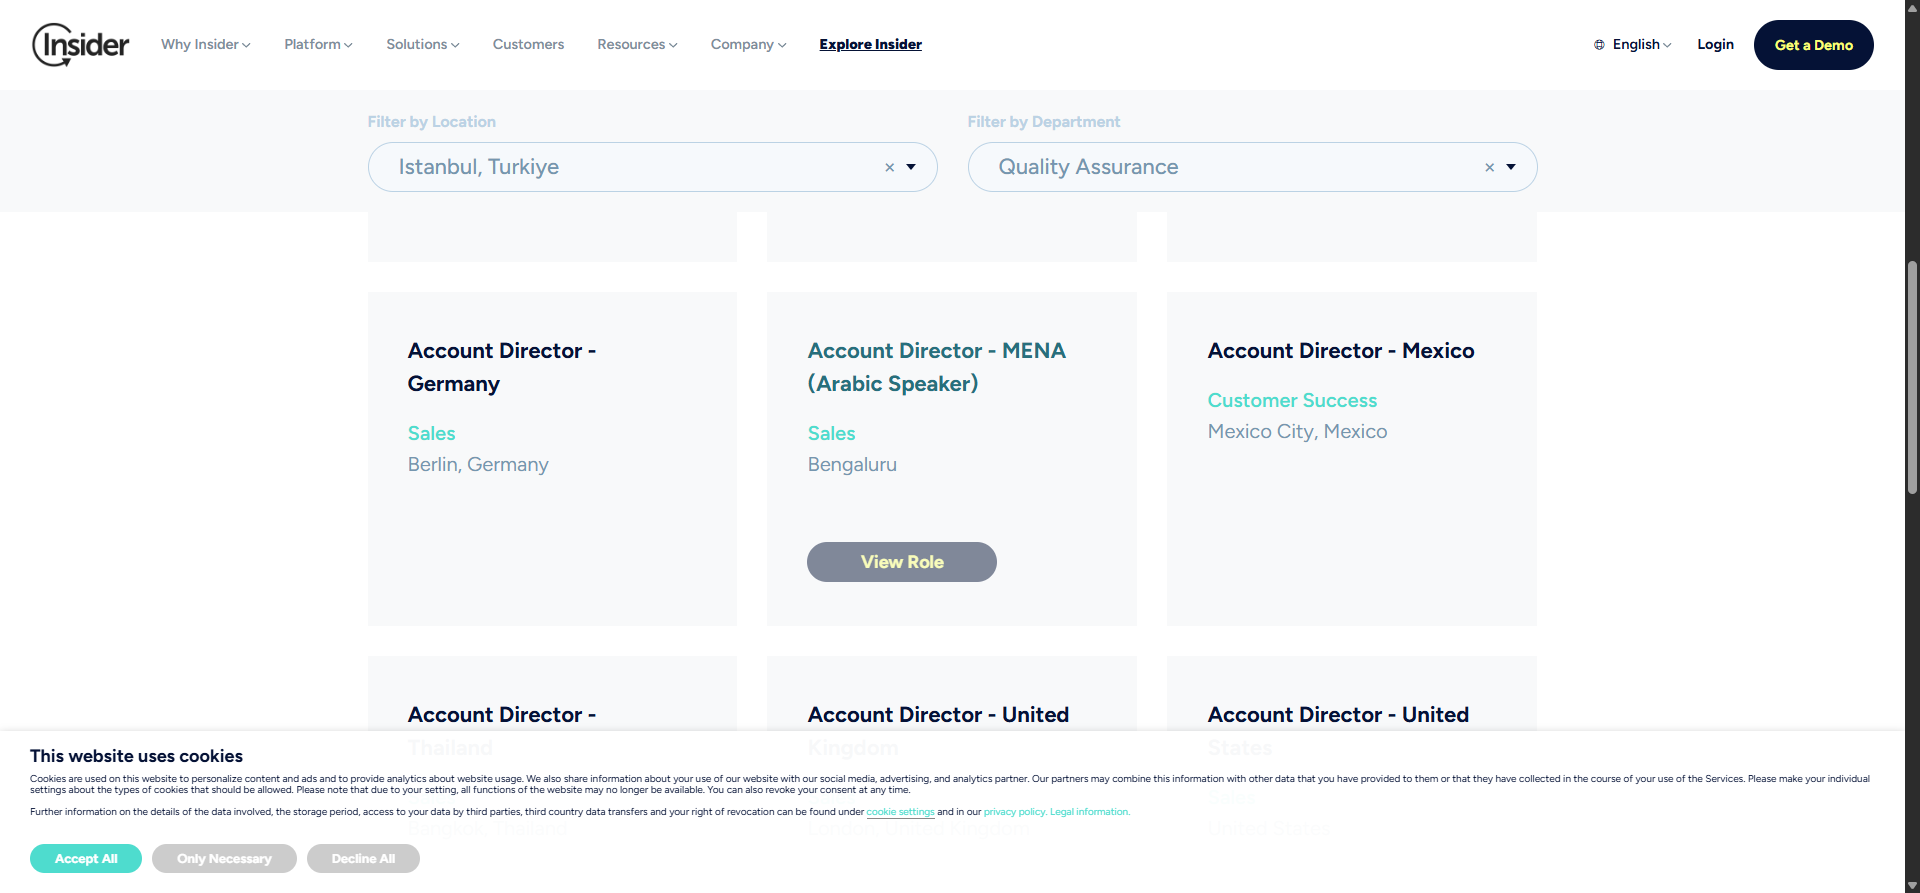 Insider
Why Insider
Platform
Solutions
Customers
Resources
Company
Explore Insider
English
Login
Get a Demo
Filter by Location
Filter by Department
Istanbul, Turkiye
Quality Assurance
Account Director -
Germany
Sales
Berlin, Germany
Account Director - MENA
(Arabic Speaker)
Sales
Bengaluru
View Role
Account Director - Mexico
Customer Success
Mexico City, Mexico
Account Director -
Thailand
Bangkok, Thailand
Account Director - United
Kingdom
London, United Kingdom
Account Director - United
States
Sales
United States
This website uses cookies
Cookies are used on this website to personalize content and ads and to provide analytics about website usage. We also share information about your use of our website with our social media, advertising, and analytics partner. Our partners may combine this information with other data that you have provided to them or that they have collected in the course of your use of the Services. Please make your individual
settings about the types of cookies that should be allowed. Please note that due to your setting, all functions of the website may no longer be available. You can also revoke your consent at any time.
Further information on the details of the data involved, the storage period, access to your data by third parties, third country data transfers and your right of revocation can be found under cookie settings and in our privacy policy. Legal information.
Accept All
Only Necessary
Decline All